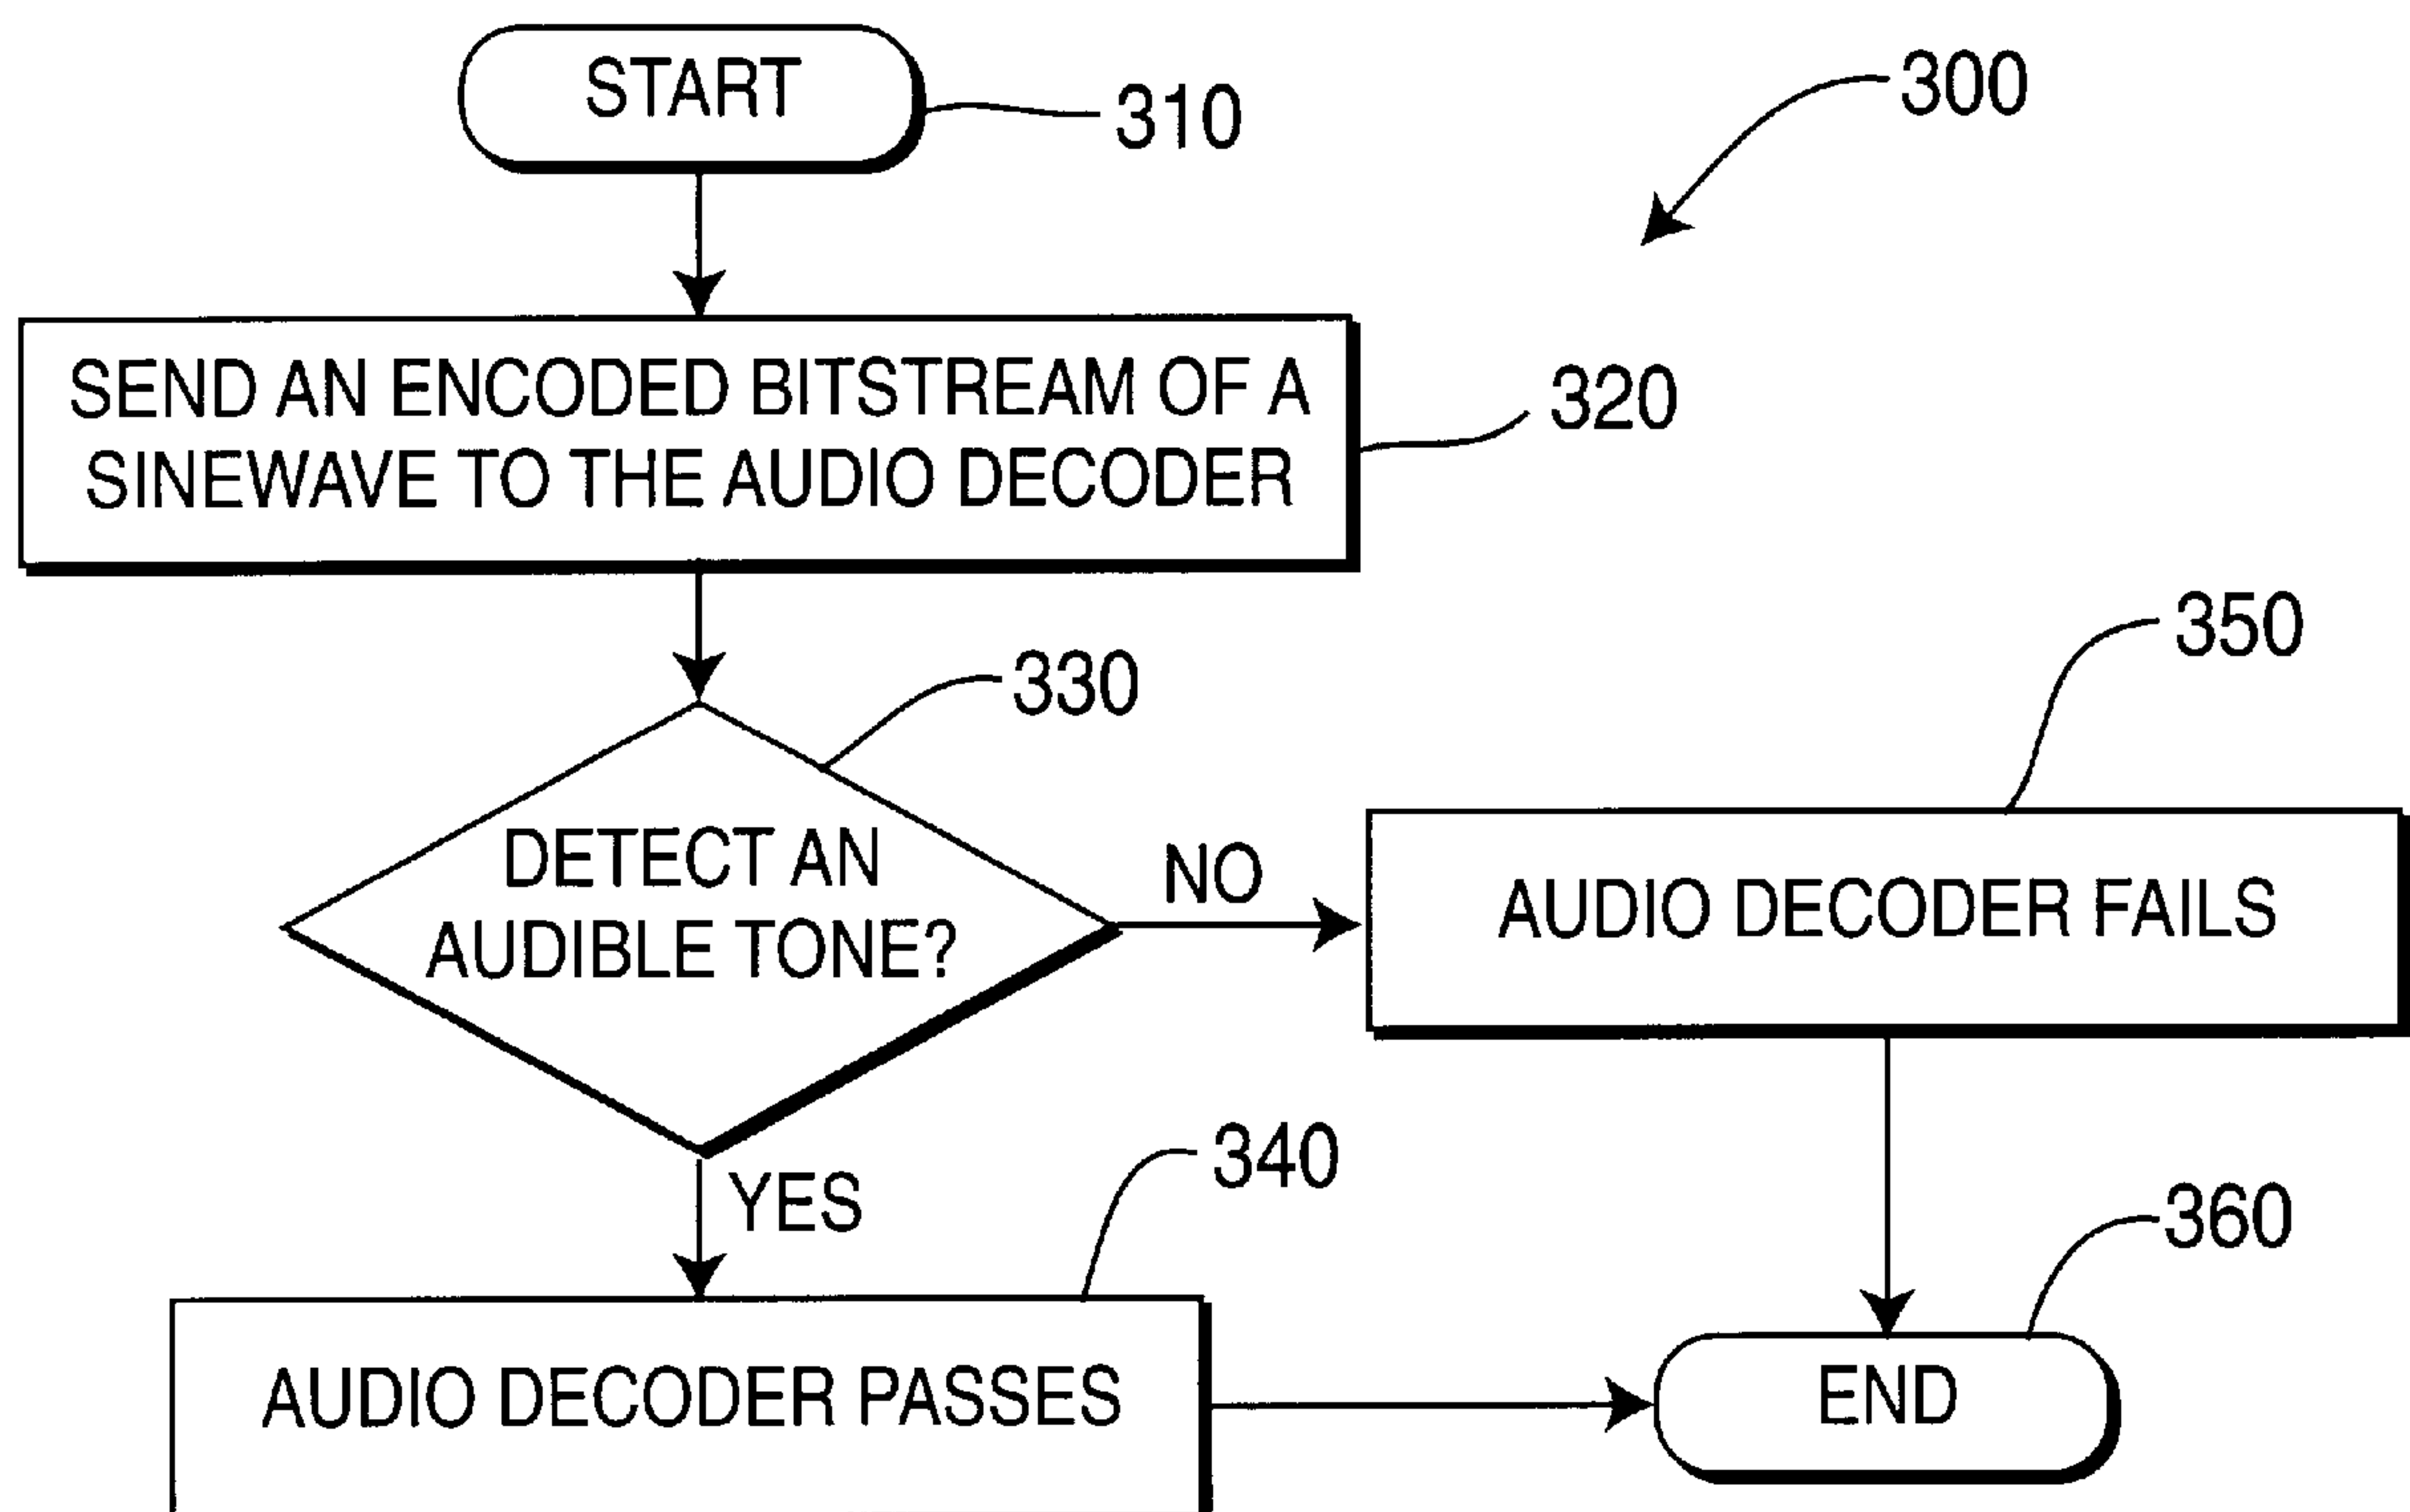 START
310
300
SEND AN ENCODED BITSTREAM OF A
SINEWAVE TO THE AUDIO DECODER
320
330
350
DETECT AN
AUDIBLE TONE?
NO
AUDIO DECODER FAILS
YES
340
360
AUDIO DECODER PASSES
END